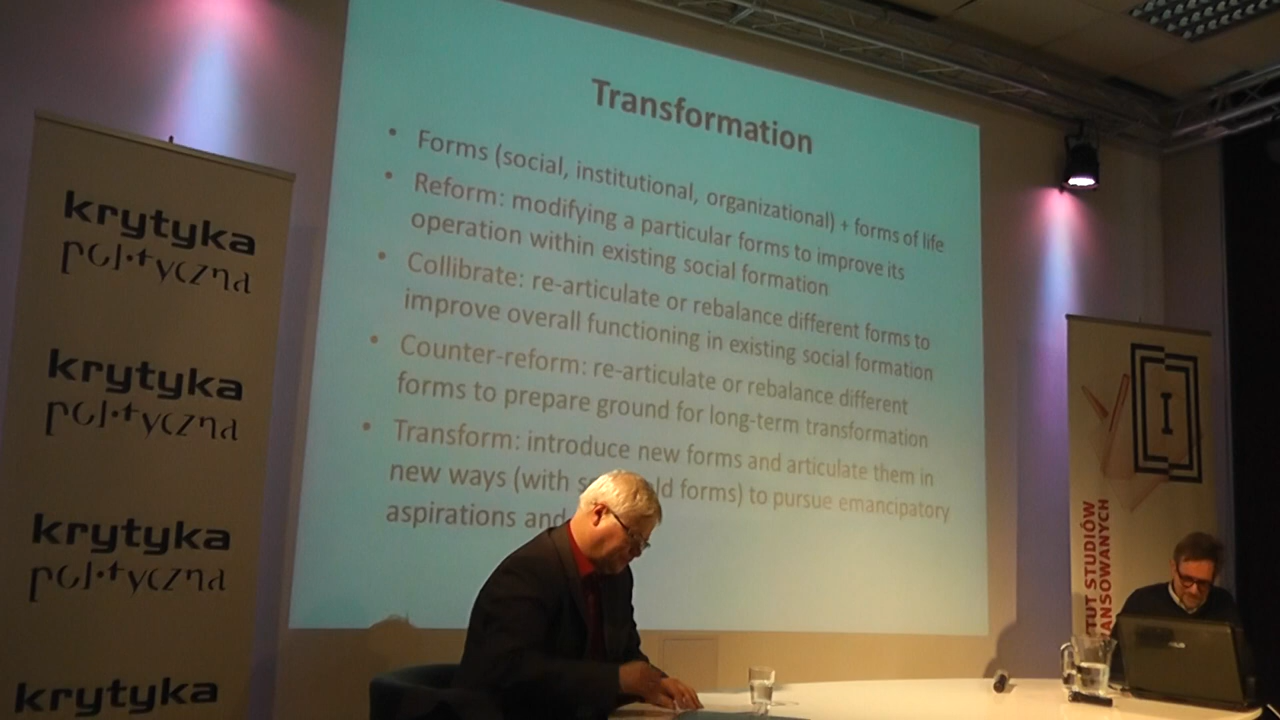 Transformation
• Forms (social, institutional, organizational) + forms of life
• Reform: modifying a particular forms to improve its
operation within existing social formation
• Collibrate: re-articulate or rebalance different forms to
improve overall functioning in existing social formation
• Counter-reform: re-articulate or rebalance different
forms to prepare ground for long-term transformation
• Transform: introduce new forms and articulate them in
new ways (with forms) to pursue emancipatory
aspirations and
krytyka
polityczna
krytyka
polityczna
krytyka
polityczna
krytyka
I
STUDIÓW